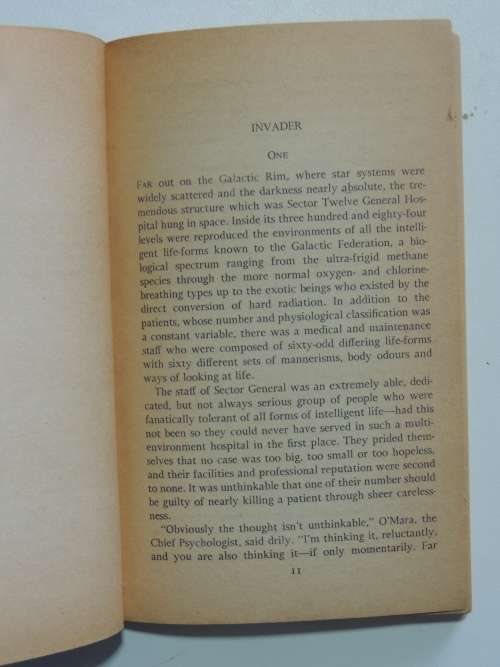 INVADER
ONE
FAR out on the Galactic Rim, where star systems were
widely scattered and the darkness nearly absolute, the tre-
mendous structure which was Sector Twelve General Hos-
pital hung in space. Inside its three hundred and eighty-four
levels were reproduced the environments of all the intelli-
gent life-forms known to the Galactic Federation, a bio-
logical spectrum ranging from the ultra-frigid methane
species through the more normal oxygen- and chlorine-
breathing types up to the exotic beings who existed by the
direct conversion of hard radiation. In addition to the
patients, whose number and physiological classification was
a constant variable, there was a medical and maintenance
staff who were composed of sixty-odd differing life-forms
with sixty different sets of mannerisms, body odours and
ways of looking at life.
The staff of Sector General was an extremely able, dedi-
cated, but not always serious group of people who were
fanatically tolerant of all forms of intelligent life—had this
not been so they could never have served in such a multi-
environment hospital in the first place. They prided them-
selves that no case was too big, too small or too hopeless,
and their facilities and professional reputation were second
to none. It was unthinkable that one of their number should
be guilty of nearly killing a patient through sheer careless-
ness.
"Obviously the thought isn't unthinkable," O'Mara, the
Chief Psychologist, said drily. "I'm thinking it, reluctantly,
and you are also thinking it—if only momentarily. Far
11